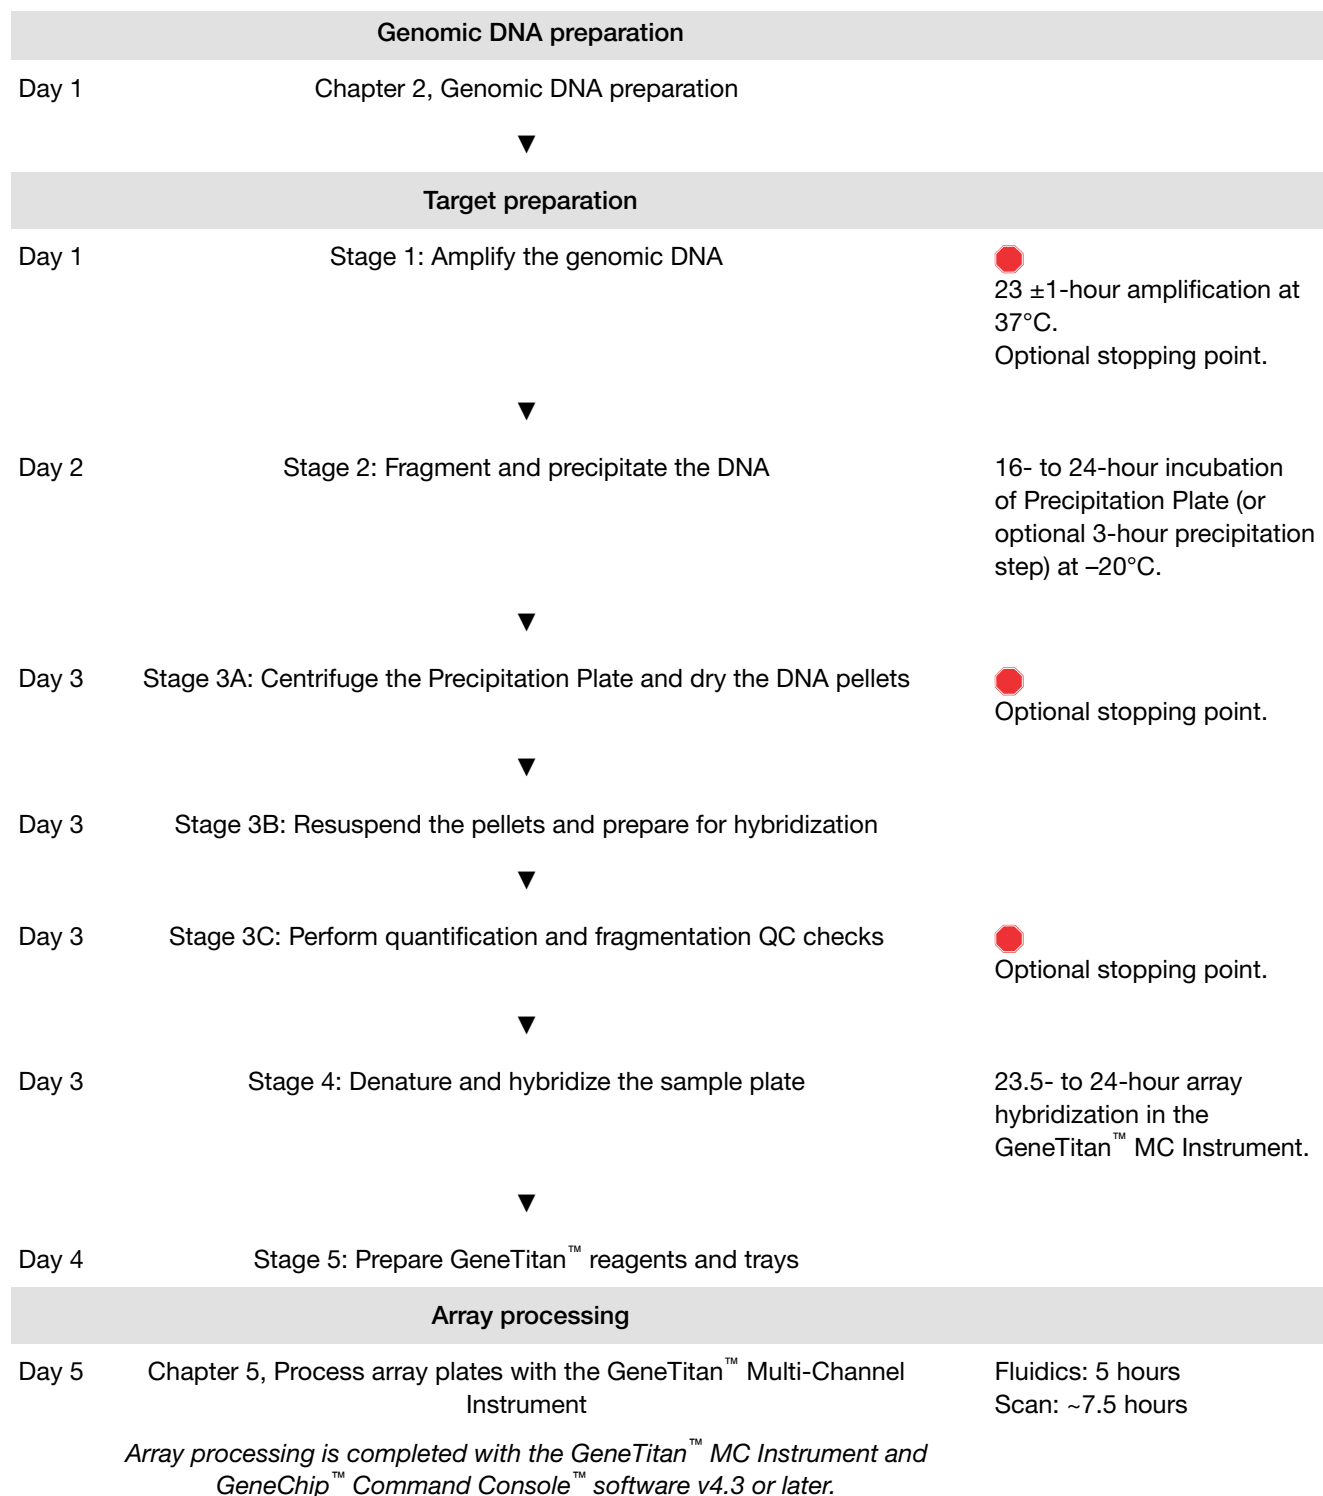 Genomic DNA preparation
Day 1 Chapter 2, Genomic DNA preparation
▼
Target preparation
Day 1 Stage 1: Amplify the genomic DNA
23 ±1-hour amplification at
37°C.
Optional stopping point.
▼
Day 2 Stage 2: Fragment and precipitate the DNA 16- to 24-hour incubation
of Precipitation Plate (or
optional 3-hour precipitation
step) at –20°C.
▼
Day 3 Stage 3A: Centrifuge the Precipitation Plate and dry the DNA pellets
Optional stopping point.
▼
Day 3 Stage 3B: Resuspend the pellets and prepare for hybridization
▼
Day 3 Stage 3C: Perform quantification and fragmentation QC checks
Optional stopping point.
▼
Day 3 Stage 4: Denature and hybridize the sample plate 23.5- to 24-hour array
hybridization in the
GeneTitan™ MC Instrument.
▼
Day 4 Stage 5: Prepare GeneTitan™ reagents and trays
Array processing
Day 5 Chapter 5, Process array plates with the GeneTitan™ Multi-Channel Fluidics: 5 hours
Instrument Scan: ~7.5 hours
Array processing is completed with the GeneTitan™ MC Instrument and
GeneChip™ Command Console™ software v4.3 or later.